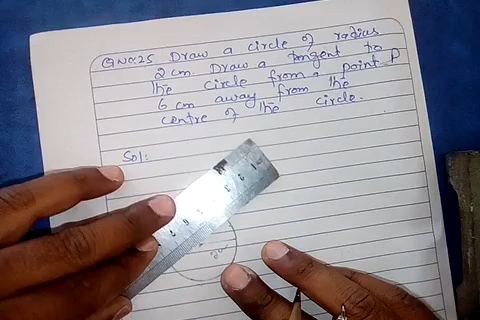 QNo:25 Draw a circle of radius
2 cm. Draw a tangent to
the circle from a point P
6 cm away from the
centre of the circle.
Sol: